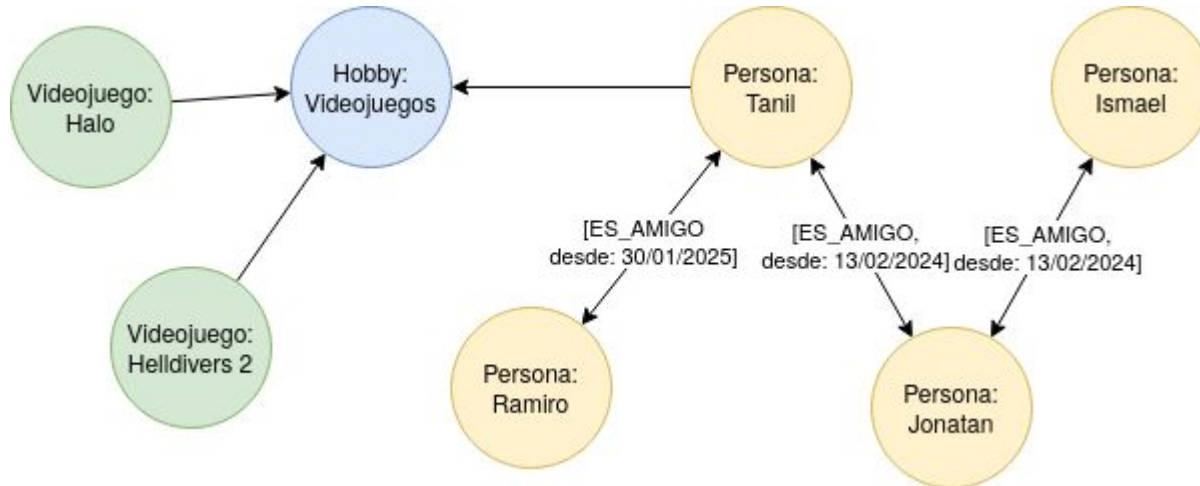 Videojuego:
Halo
Hobby:
Videojuegos
Persona:
Tanil
Persona:
Ismael
[ES_AMIGO
desde: 30/01/2025]
[ES_AMIGO,
desde: 13/02/2024]
[ES_AMIGO,
desde: 13/02/2024]
Videojuego:
Helldivers 2
Persona:
Ramiro
Persona:
Jonatan